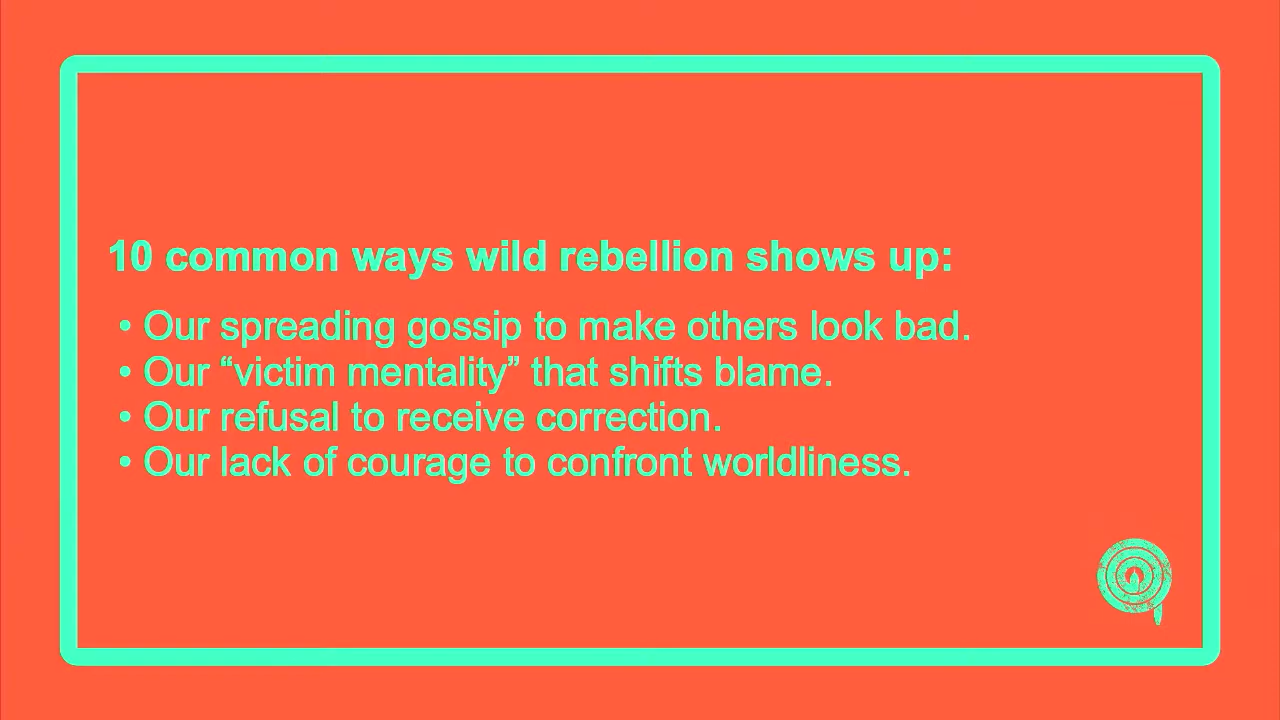 10 common ways wild rebellion shows up:
• Our spreading gossip to make others look bad.
• Our “victim mentality” that shifts blame.
• Our refusal to receive correction.
• Our lack of courage to confront worldliness.